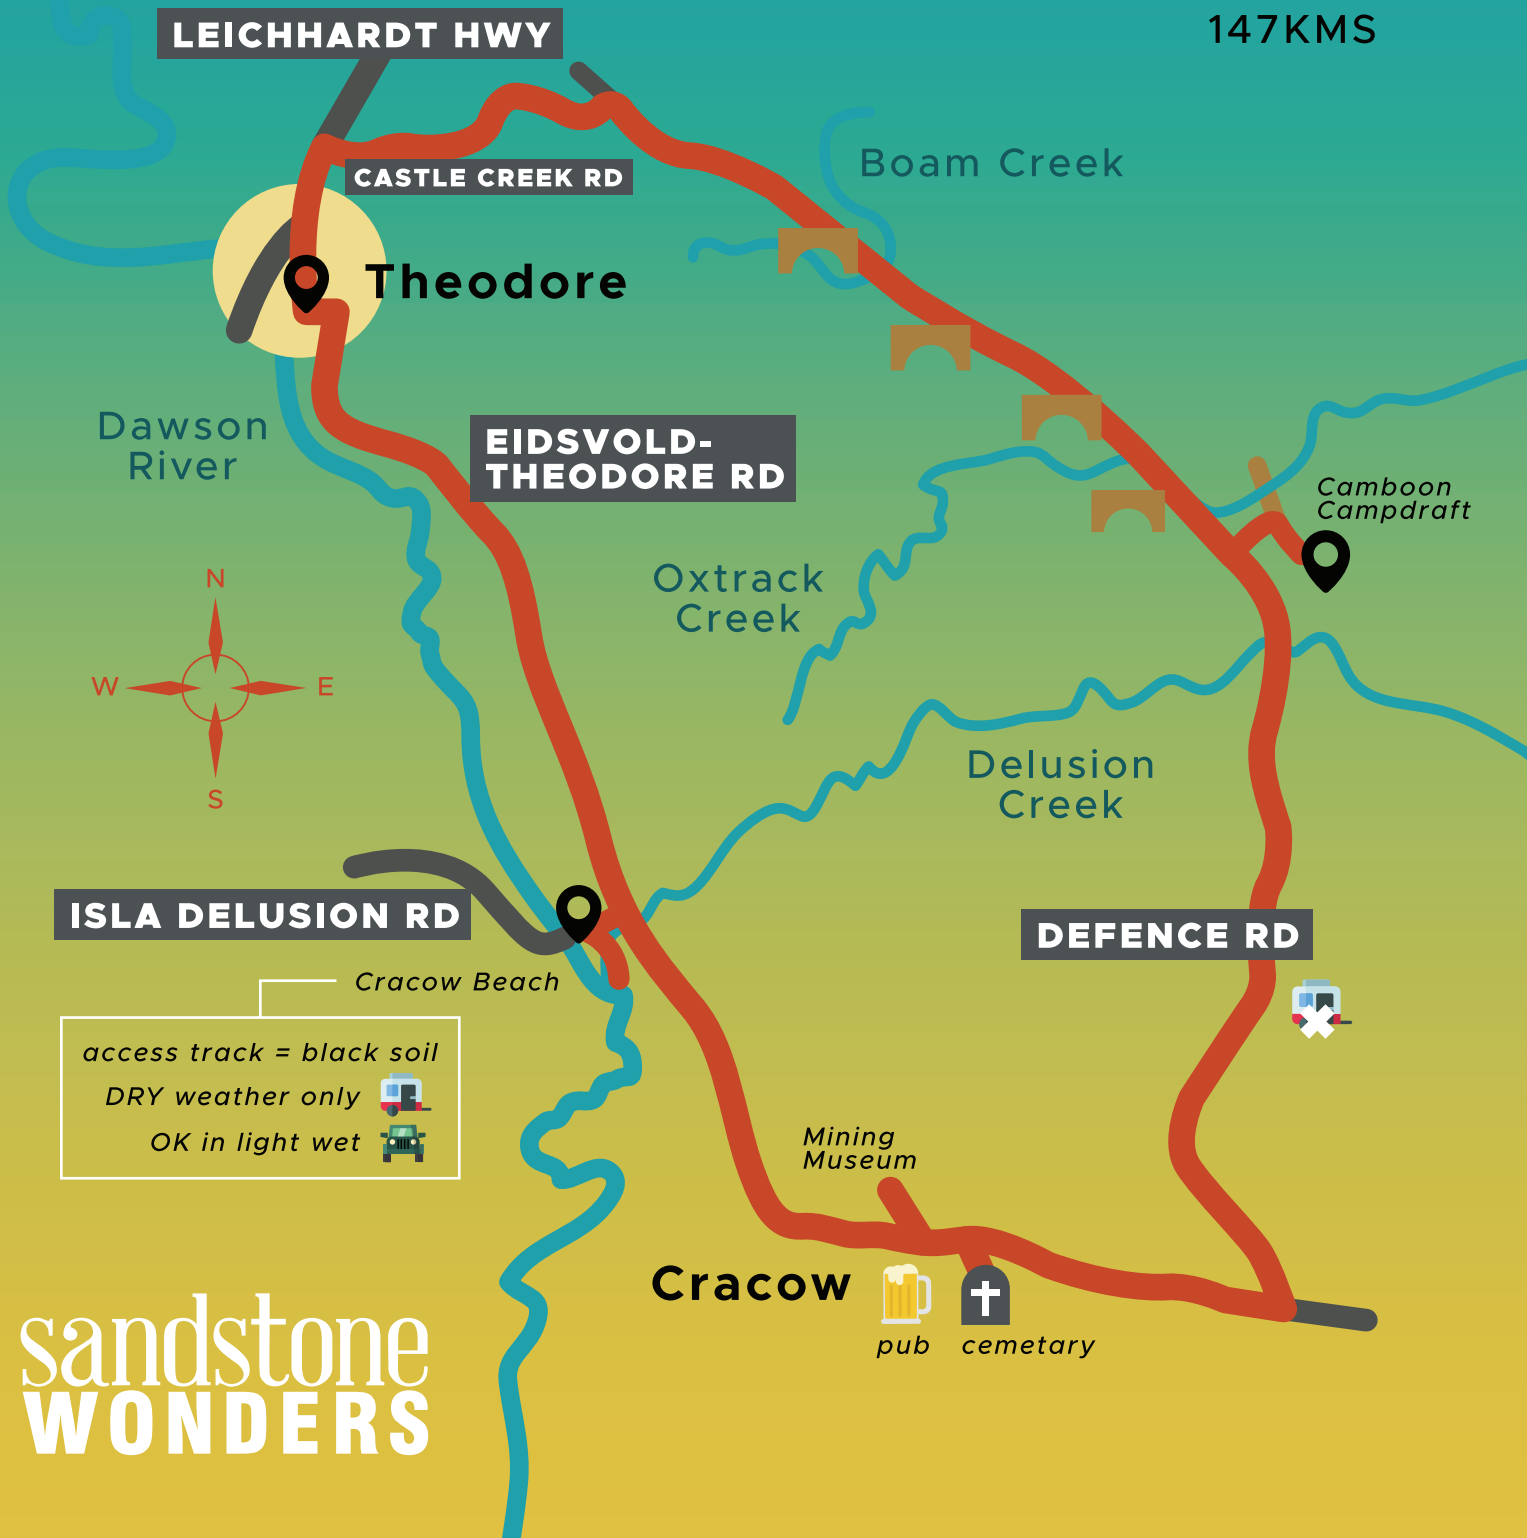 LEICHHARDT HWY
147KMS
CASTLE CREEK RD
Boam Creek
Theodore
Dawson
River
EIDSVOLD-
THEODORE RD
Camboon
Campdraft
Oxtrack
Creek
N
W
E
S
Delusion
Creek
ISLA DELUSION RD
DEFENCE RD
Cracow Beach
access track = black soil
DRY weather only
OK in light wet
Mining
Museum
Cracow
pub
cemetary
sandstone
WONDERS